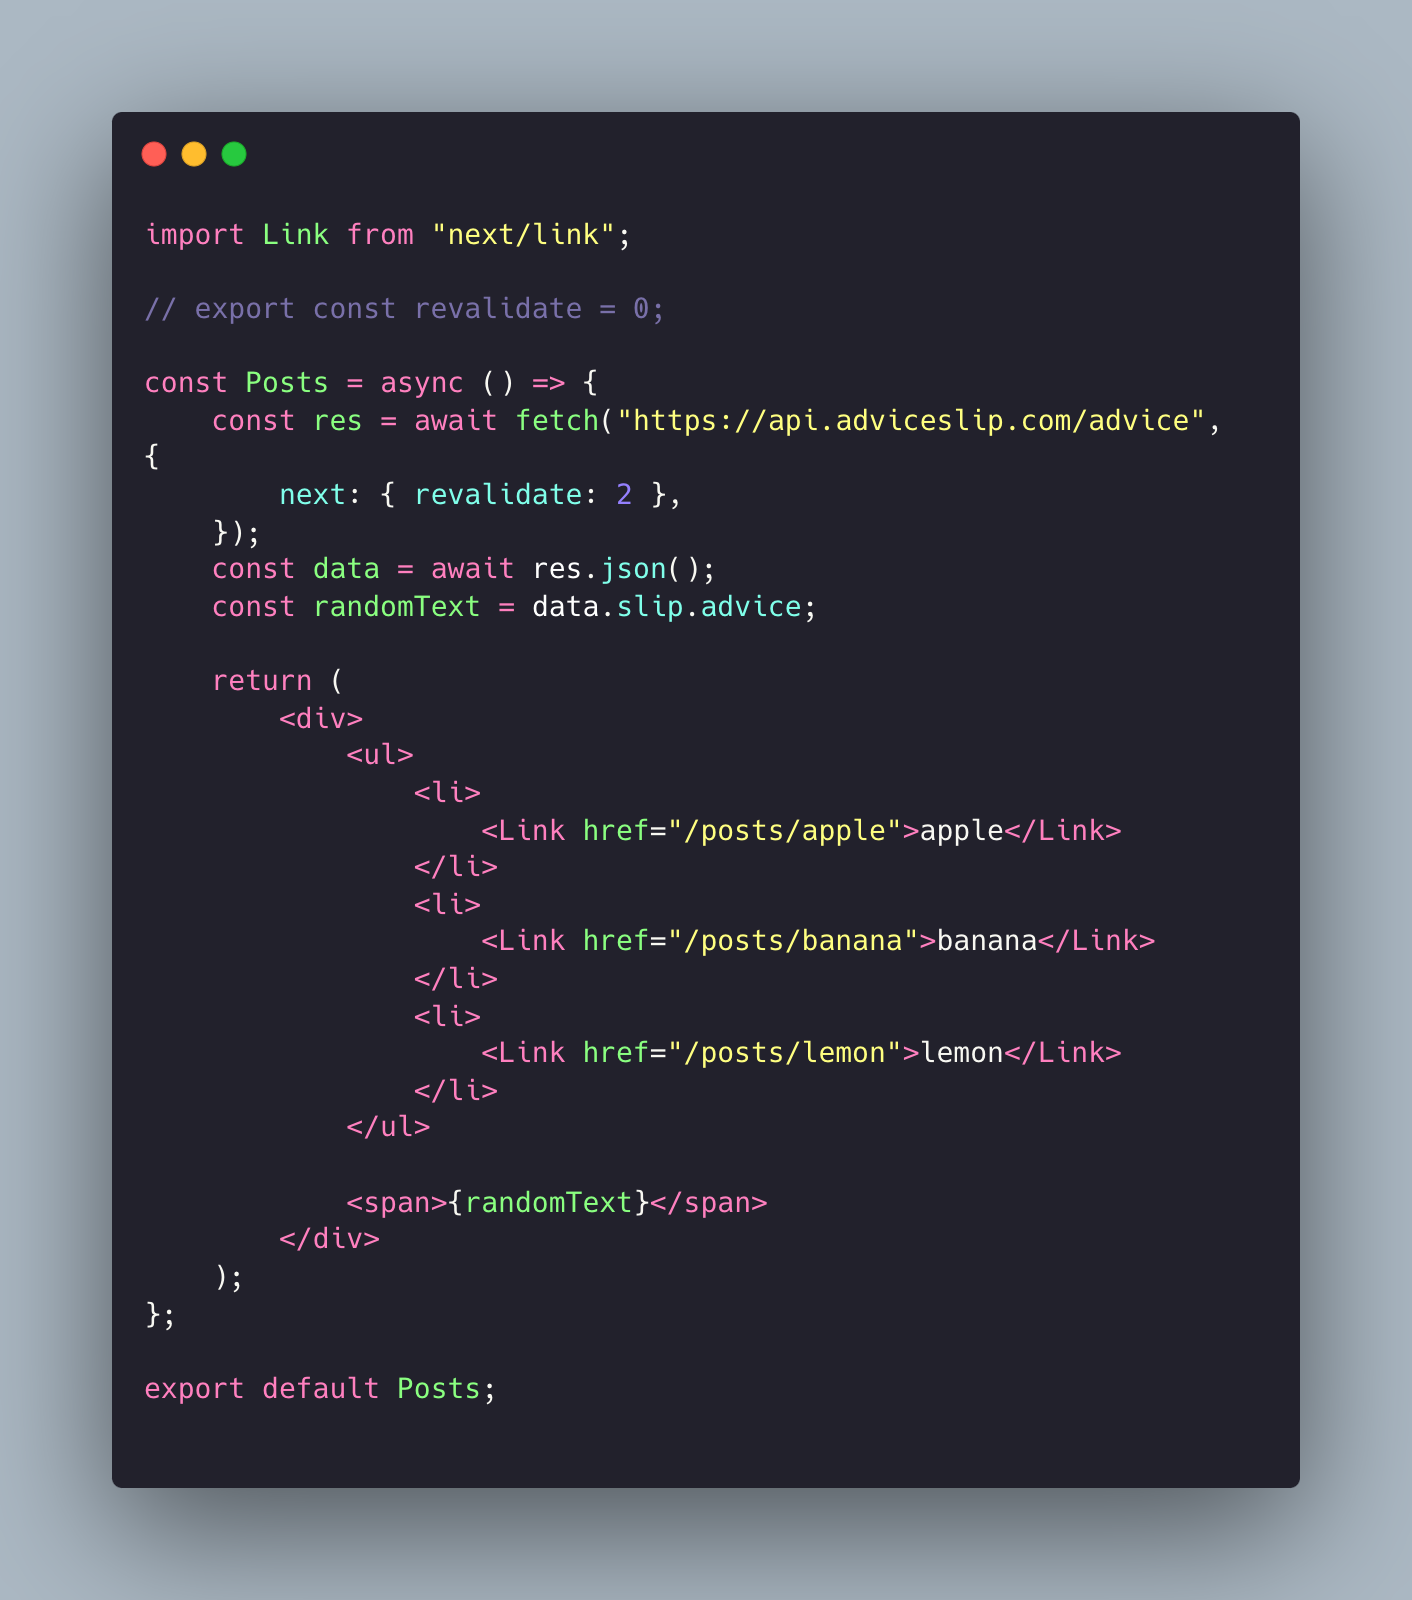 import Link from "next/link";

// export const revalidate = 0;

const Posts = async () => {
    const res = await fetch("https://api.adviceslip.com/advice",
{
        next: { revalidate: 2 },
    });
    const data = await res.json();
    const randomText = data.slip.advice;

    return (
        <div>
            <ul>
                <li>
                    <Link href="/posts/apple">apple</Link>
                </li>
                <li>
                    <Link href="/posts/banana">banana</Link>
                </li>
                <li>
                    <Link href="/posts/lemon">lemon</Link>
                </li>
            </ul>

            <span>{randomText}</span>
        </div>
    );
};

export default Posts;